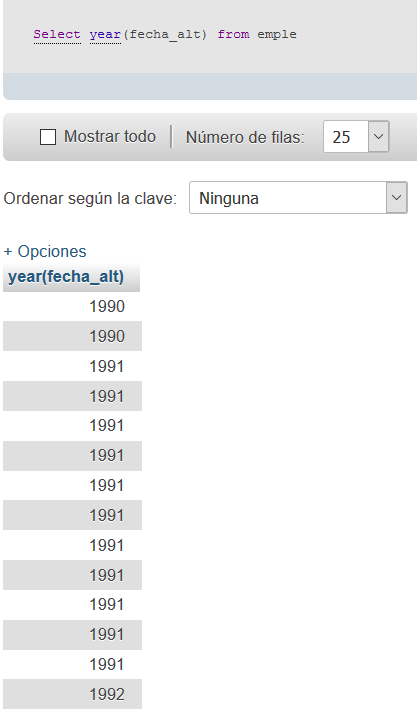 Select year(fecha_alt) from emple
Mostrar todo Número de filas: 25
Ordenar según la clave: Ninguna
+ Opciones
year(fecha_alt)
1990
1990
1991
1991
1991
1991
1991
1991
1991
1991
1991
1991
1991
1992